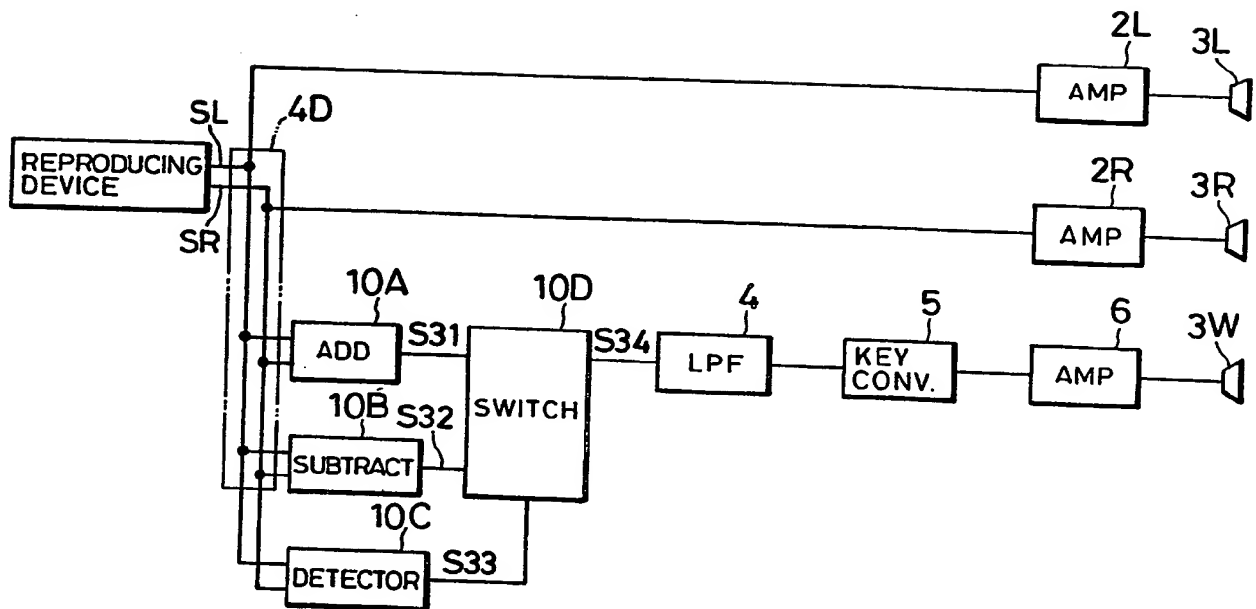 2L
3L
AMP
SL
4D
REPRODUCING
DEVICE
SR
2R
3R
AMP
10A
10D
4
5
6
3W
ADD
S31
S34
LPF
KEY
CONV.
AMP
10B
S32
SWITCH
SUBTRACT
10C
DETECTOR
S33